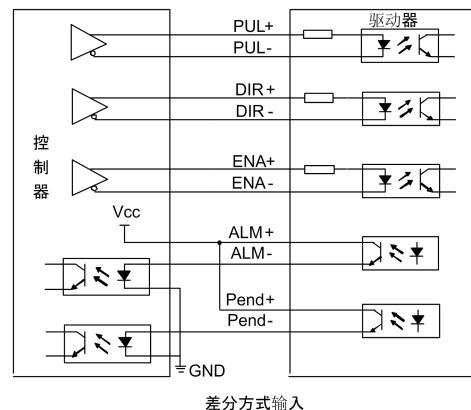 驱动器
PUL+
PUL-
DIR+
DIR-
控制器
ENA+
ENA-
Vcc
ALM+
ALM-
Pend+
Pend-
GND
差分方式输入